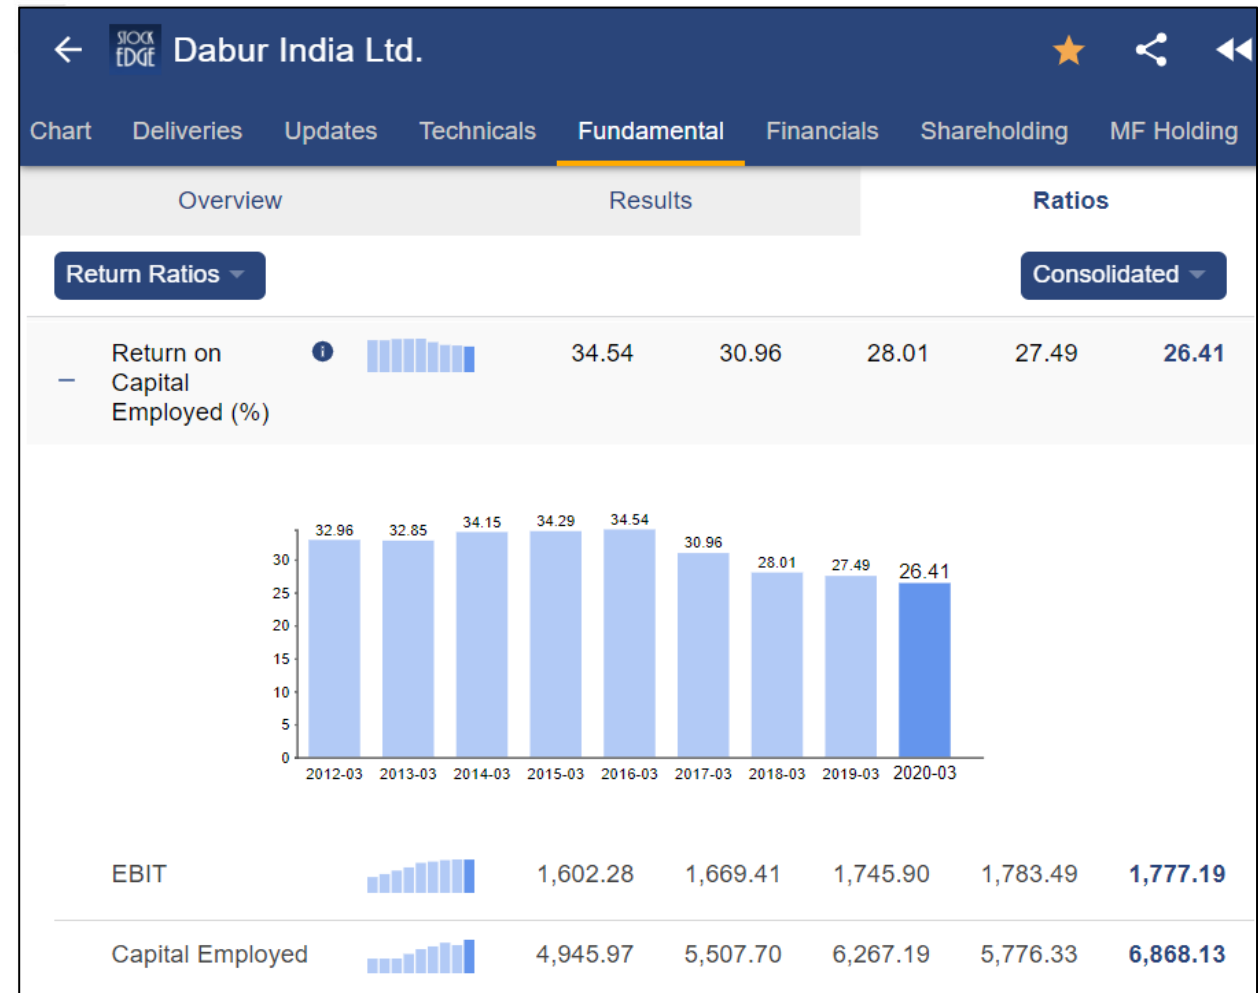 STOCK EDGE Dabur India Ltd.
Chart Deliveries Updates Technicals Fundamental Financials Shareholding MF Holding
Overview Results Ratios
Return Ratios Consolidated
Return on Capital Employed (%) 34.54 30.96 28.01 27.49 26.41
32.96 32.85 34.15 34.29 34.54 30.96 28.01 27.49 26.41
30
25
20
15
10
5
0
2012-03 2013-03 2014-03 2015-03 2016-03 2017-03 2018-03 2019-03 2020-03
EBIT 1,602.28 1,669.41 1,745.90 1,783.49 1,777.19
Capital Employed 4,945.97 5,507.70 6,267.19 5,776.33 6,868.13